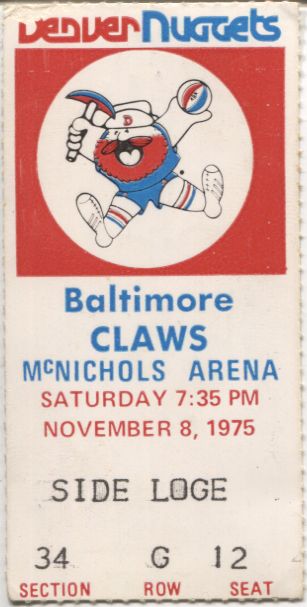 DENVER NUGGETS
D
Baltimore
CLAWS
McNICHOLS ARENA
SATURDAY 7:35 PM
NOVEMBER 8, 1975
SIDE LOGE
34 G 12
SECTION ROW SEAT